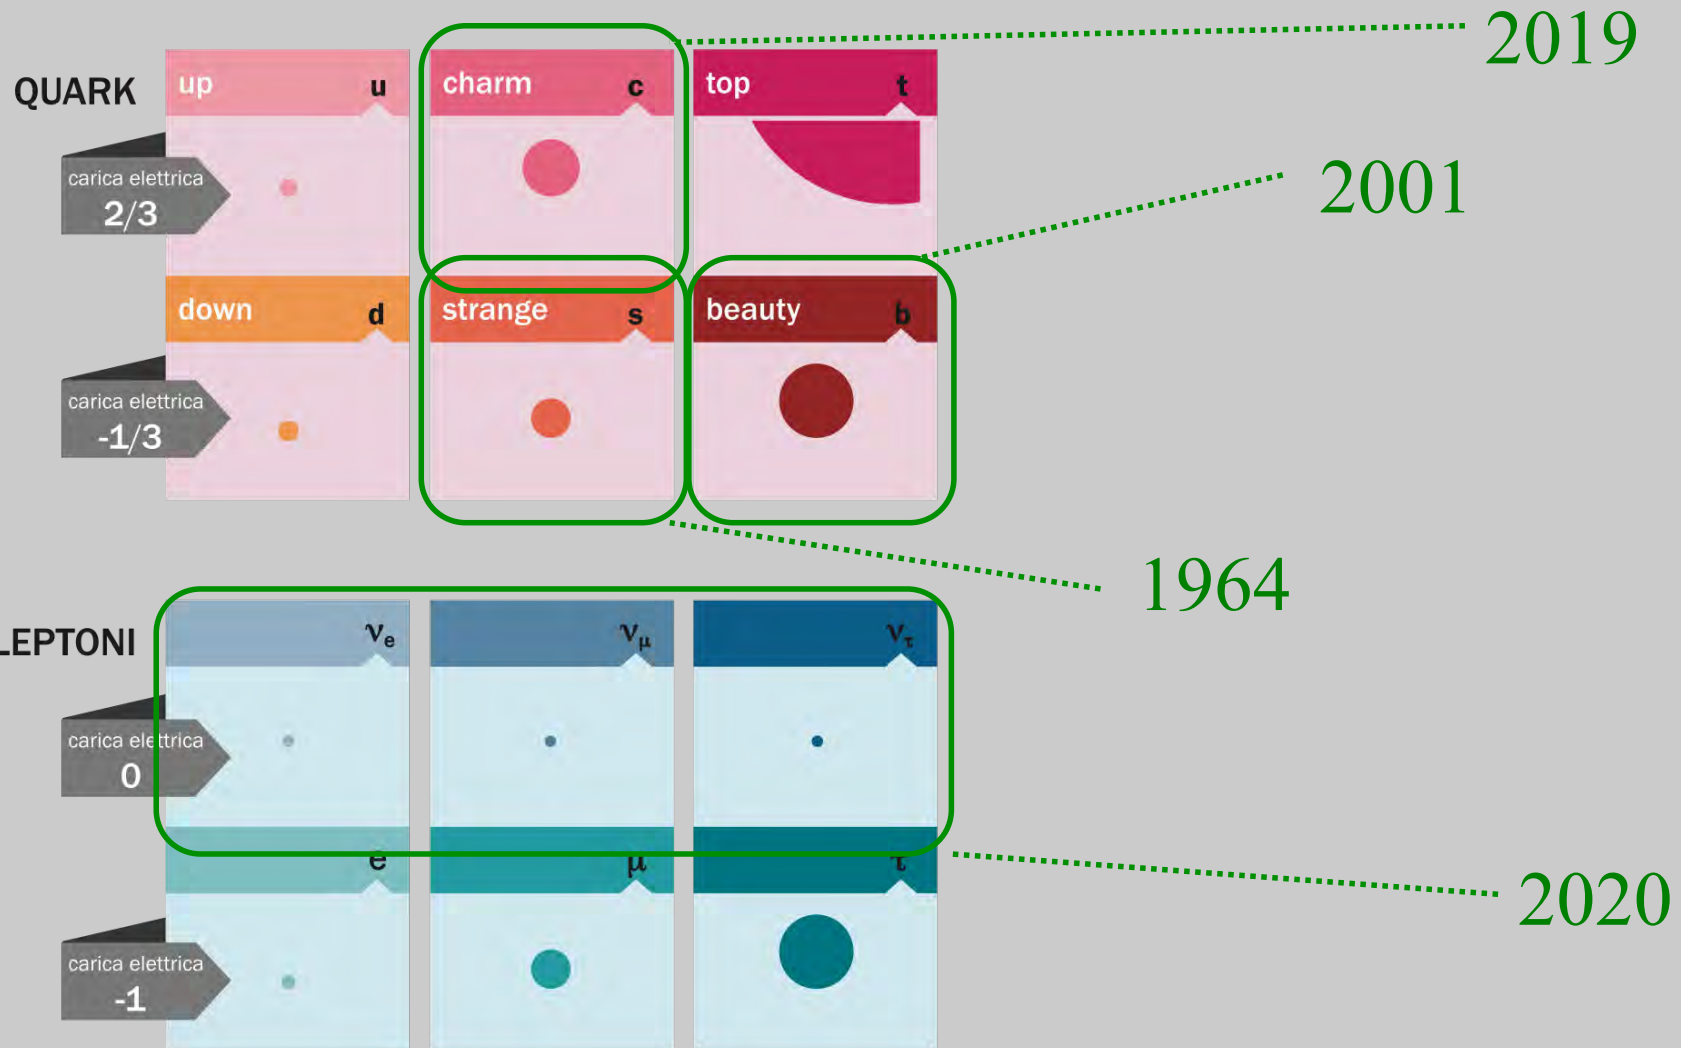 2019
QUARK
up u
charm c
top t
carica elettrica
2/3
2001
down d
strange s
beauty b
carica elettrica
-1/3
1964
LEPTONI
νe
νμ
ντ
carica elettrica
0
e
μ
τ
2020
carica elettrica
-1